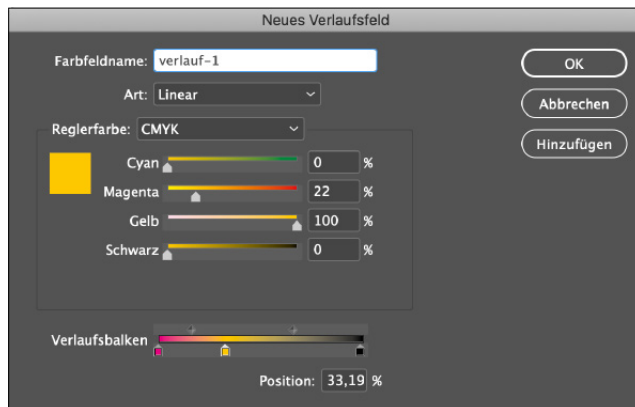 Neues Verlaufsfeld
Farbfeldname: verlauf-1
OK
Art: Linear
Abbrechen
Reglerfarbe: CMYK
Hinzufügen
Cyan 0 %
Magenta 22 %
Gelb 100 %
Schwarz 0 %
Verlaufsbalken
Position: 33,19 %